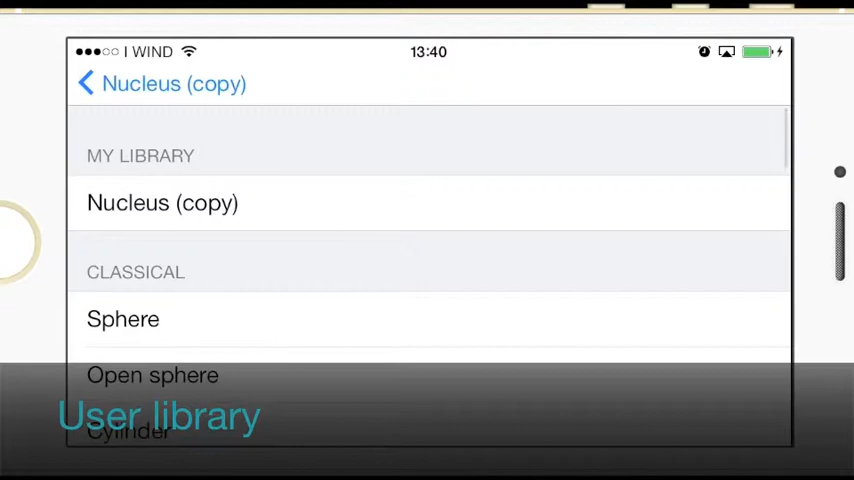 I WIND 13:40
Nucleus (copy)
MY LIBRARY
Nucleus (copy)
CLASSICAL
Sphere
Open sphere
Cylinder
User library